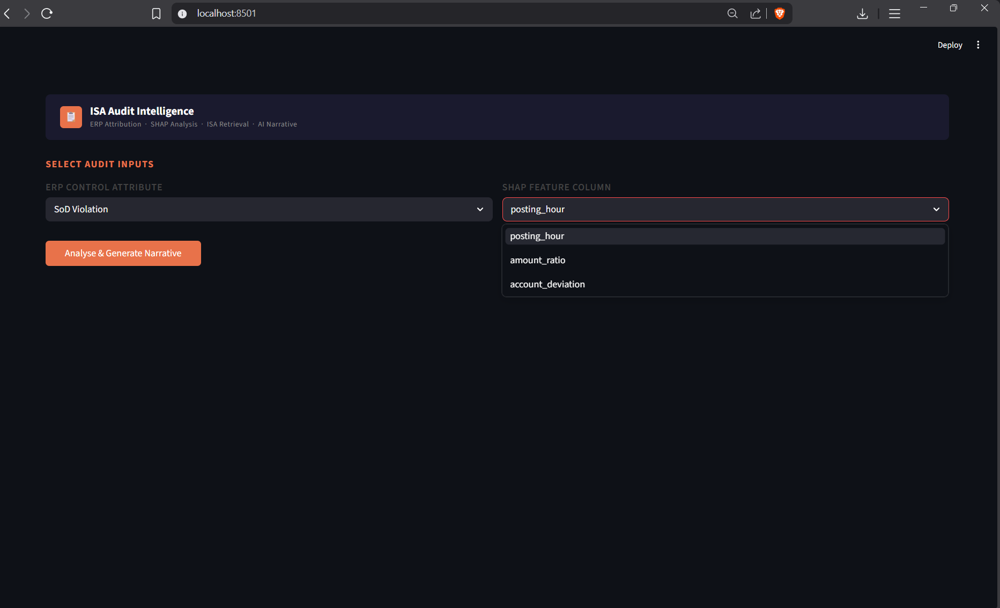 localhost:8501
Deploy
ISA Audit Intelligence
ERP Attribution · SHAP Analysis · ISA Retrieval · AI Narrative
SELECT AUDIT INPUTS
ERP CONTROL ATTRIBUTE
SoD Violation
SHAP FEATURE COLUMN
posting_hour
posting_hour
amount_ratio
account_deviation
Analyse & Generate Narrative